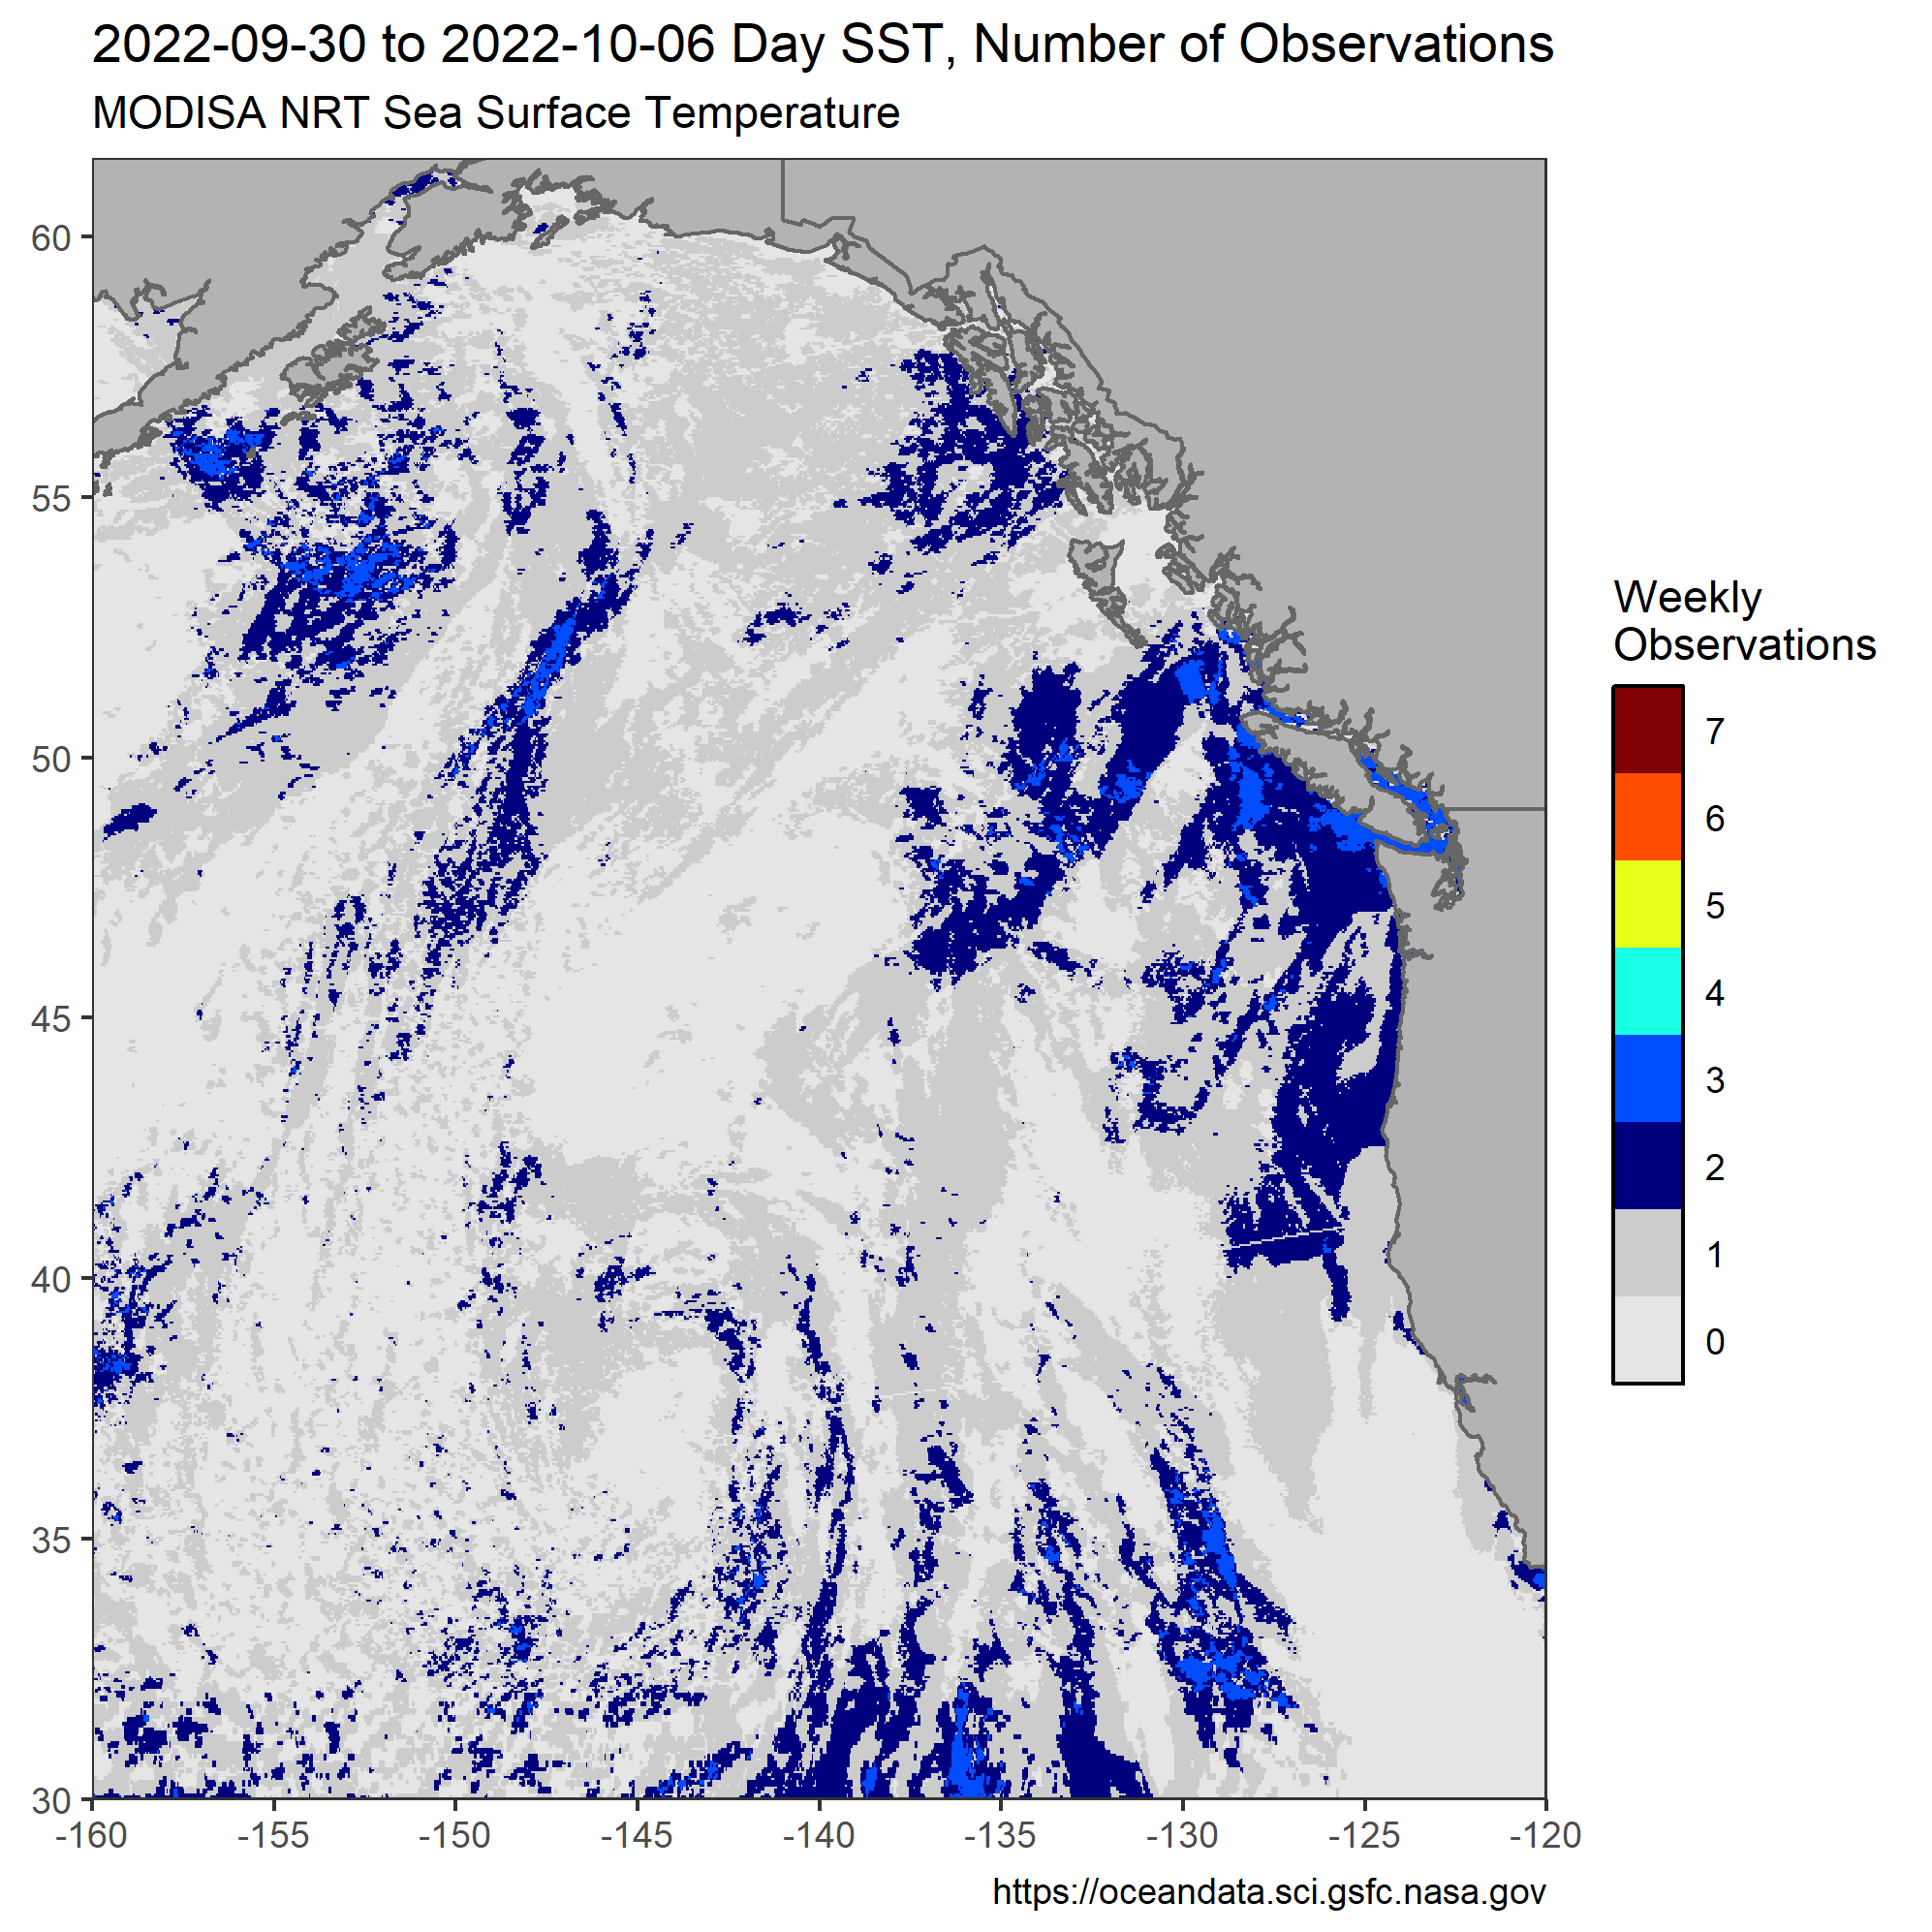 2022-09-30 to 2022-10-06 Day SST, Number of Observations
MODISA NRT Sea Surface Temperature
60
55
50
45
40
35
30
-160 -155 -150 -145 -140 -135 -130 -125 -120
Weekly
Observations
7
6
5
4
3
2
1
0
https://oceandata.sci.gsfc.nasa.gov